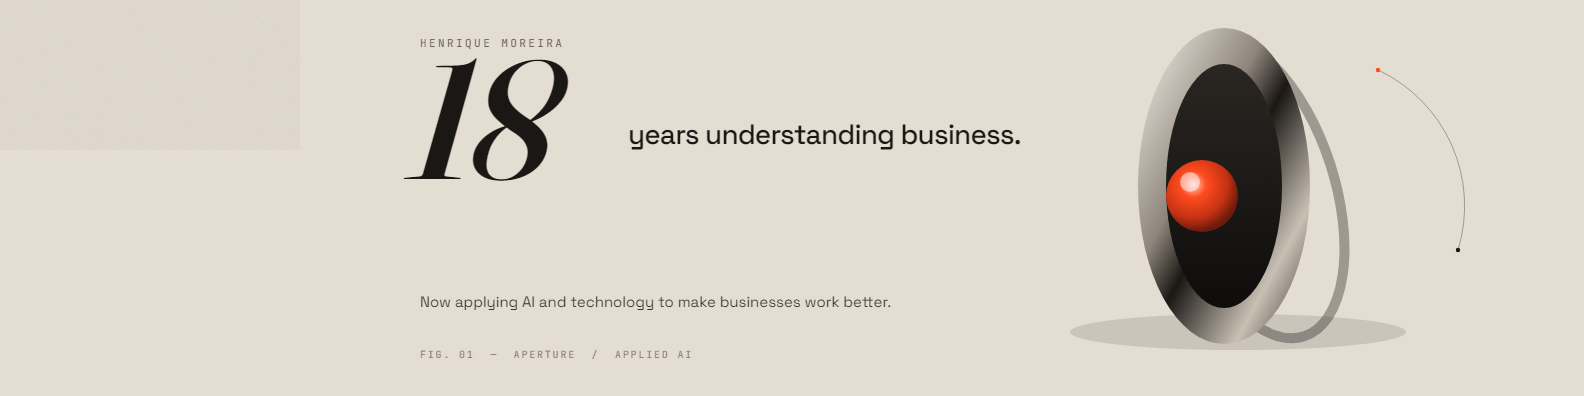 HENRIQUE MOREIRA
18
years understanding business.
Now applying AI and technology to make businesses work better.
FIG. 01 — APERTURE / APPLIED AI